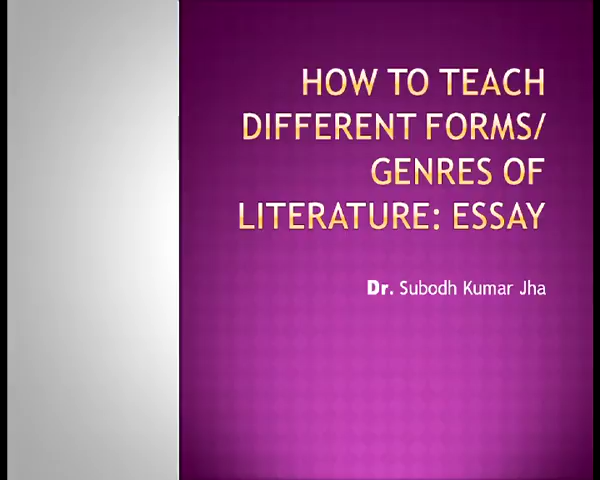 HOW TO TEACH
DIFFERENT FORMS/
GENRES OF
LITERATURE: ESSAY
Dr. Subodh Kumar Jha